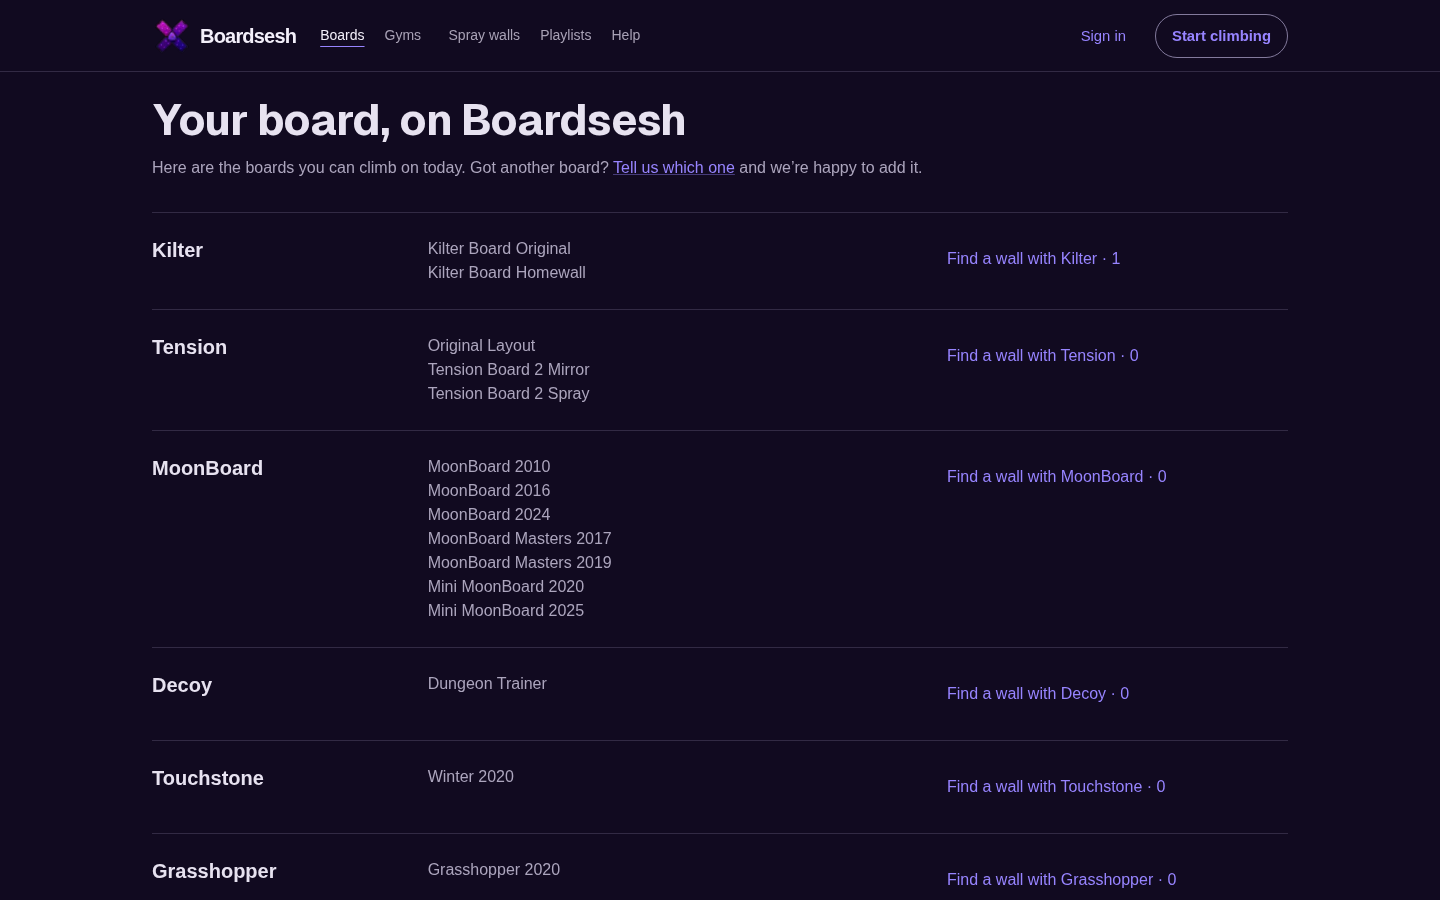 Boardsesh
Boards
Gyms
Spray walls
Playlists
Help
Sign in
Start climbing
Your board, on Boardsesh
Here are the boards you can climb on today. Got another board? Tell us which one and we’re happy to add it.
Kilter
Kilter Board Original
Kilter Board Homewall
Find a wall with Kilter · 1
Tension
Original Layout
Tension Board 2 Mirror
Tension Board 2 Spray
Find a wall with Tension · 0
MoonBoard
MoonBoard 2010
MoonBoard 2016
MoonBoard 2024
MoonBoard Masters 2017
MoonBoard Masters 2019
Mini MoonBoard 2020
Mini MoonBoard 2025
Find a wall with MoonBoard · 0
Decoy
Dungeon Trainer
Find a wall with Decoy · 0
Touchstone
Winter 2020
Find a wall with Touchstone · 0
Grasshopper
Grasshopper 2020
Find a wall with Grasshopper · 0